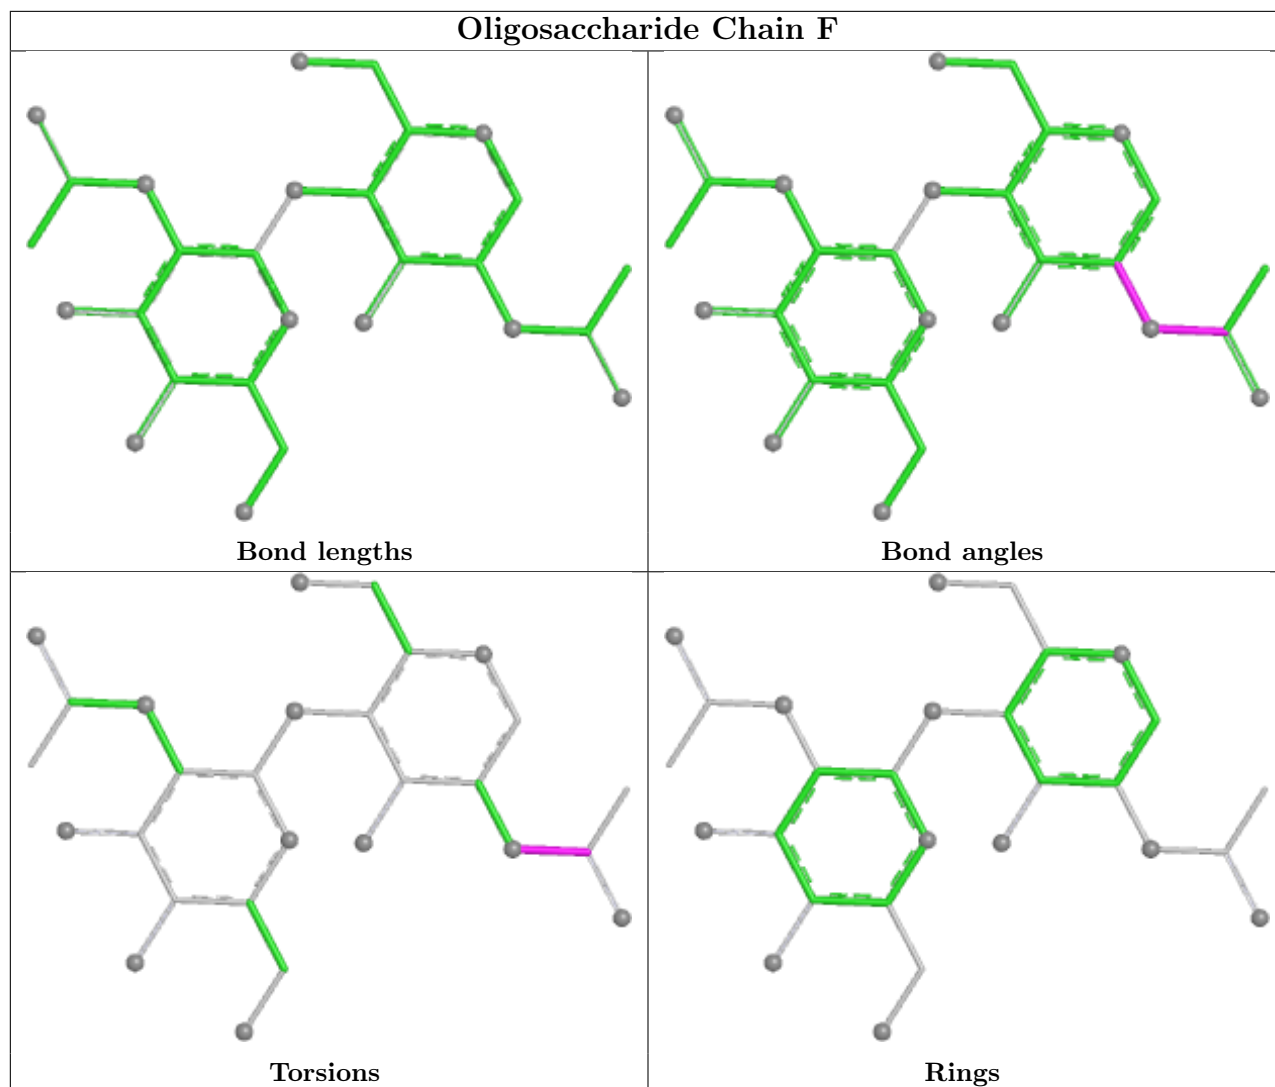 Oligosaccharide Chain F
Bond lengths
Bond angles
Torsions
Rings